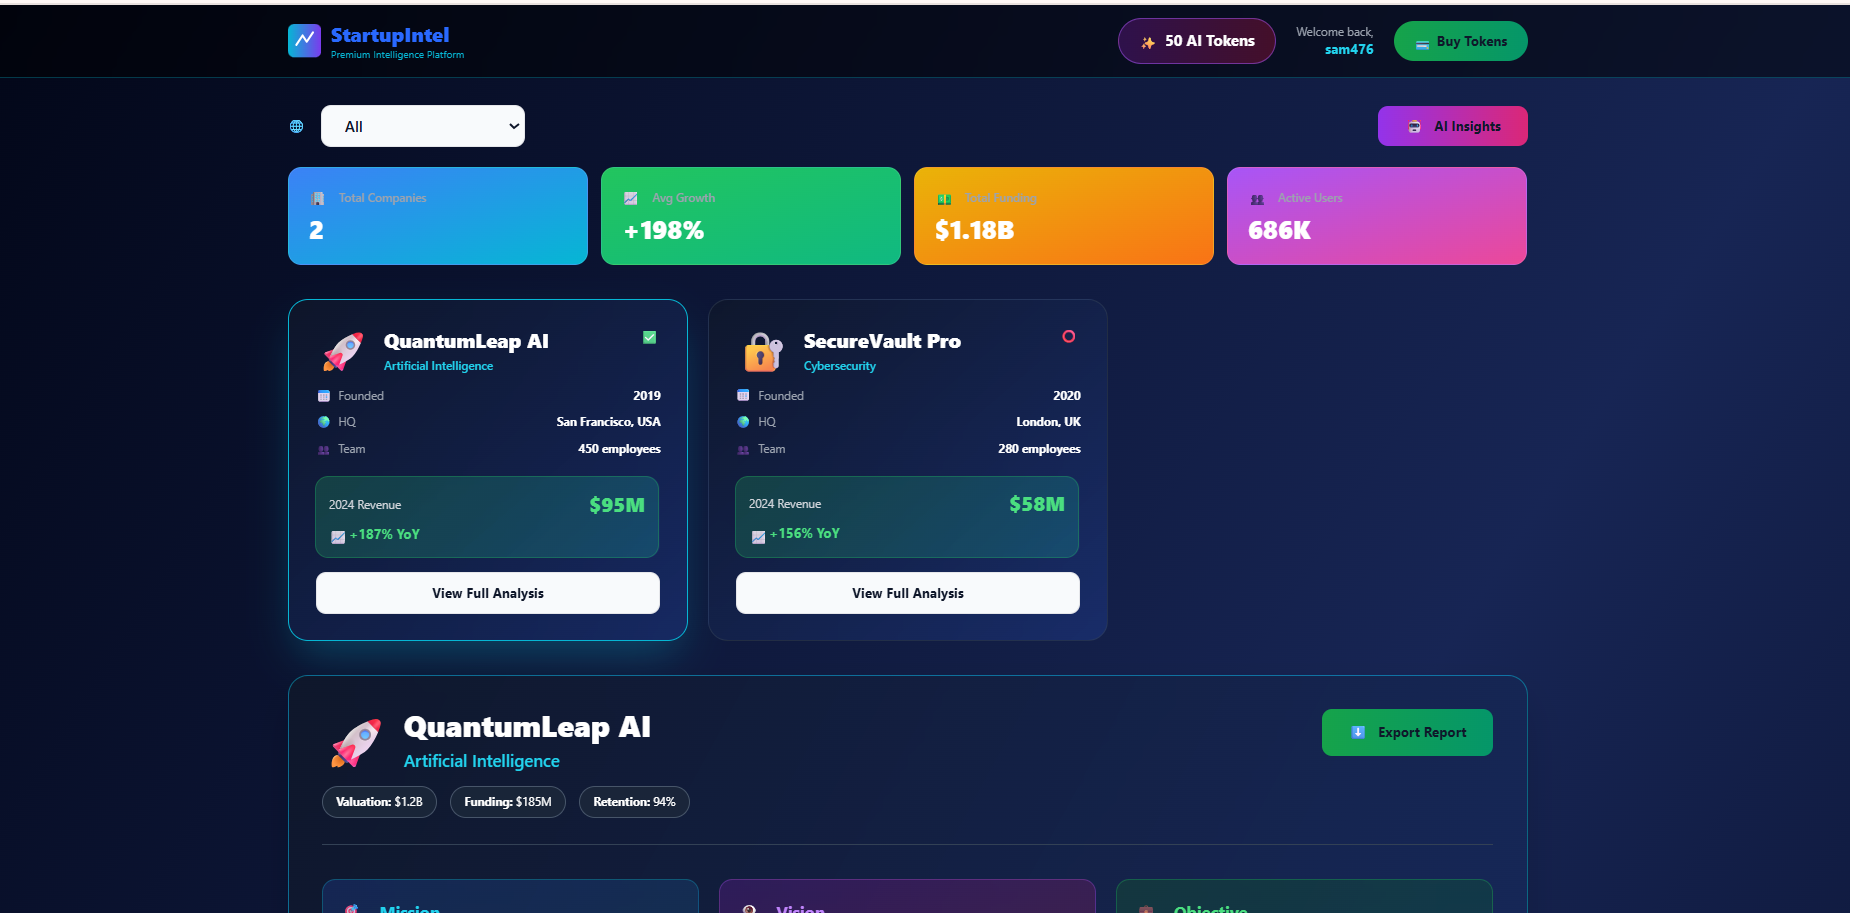 StartupIntel
Premium Intelligence Platform
50 AI Tokens
Welcome back,
sam476
Buy Tokens
All
AI Insights
Total Companies
2
Avg Growth
+198%
Total Funding
$1.18B
Active Users
686K
QuantumLeap AI
Artificial Intelligence
Founded 2019
HQ San Francisco, USA
Team 450 employees
2024 Revenue $95M
+187% YoY
View Full Analysis
SecureVault Pro
Cybersecurity
Founded 2020
HQ London, UK
Team 280 employees
2024 Revenue $58M
+156% YoY
View Full Analysis
QuantumLeap AI
Artificial Intelligence
Export Report
Valuation: $1.2B
Funding: $185M
Retention: 94%
Mission
Vision
Objective